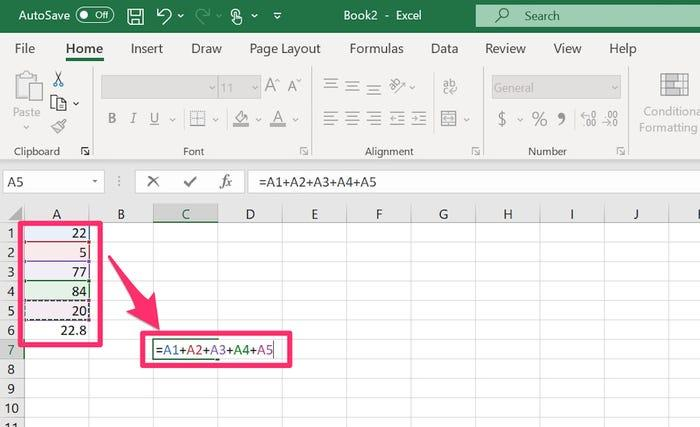 AutoSave Off Book2 - Excel Search
File Home Insert Draw Page Layout Formulas Data Review View Help
Paste 11 A^ A˅ ab General Conditional
B I U A $ % , Formatting
Clipboard Font Alignment Number
A5 fx =A1+A2+A3+A4+A5
A B C D E F G H I J
1 22
2 5
3 77
4 84
5 20
6 22.8
7 =A1+A2+A3+A4+A5
8
9
10
11